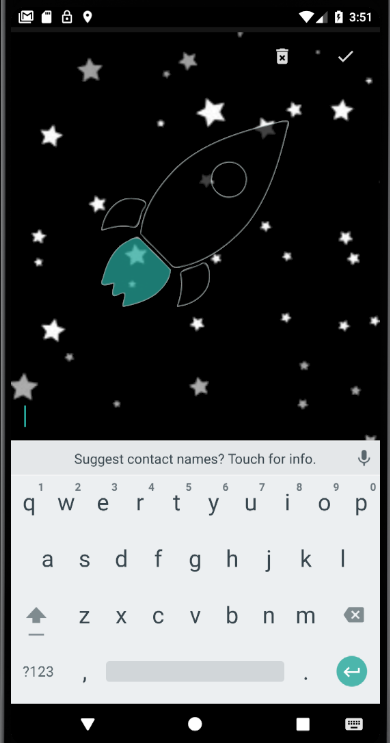 3:51
Suggest contact names? Touch for info.
1 2 3 4 5 6 7 8 9 0
q w e r t y u i o p
a s d f g h j k l
z x c v b n m
?123 , .